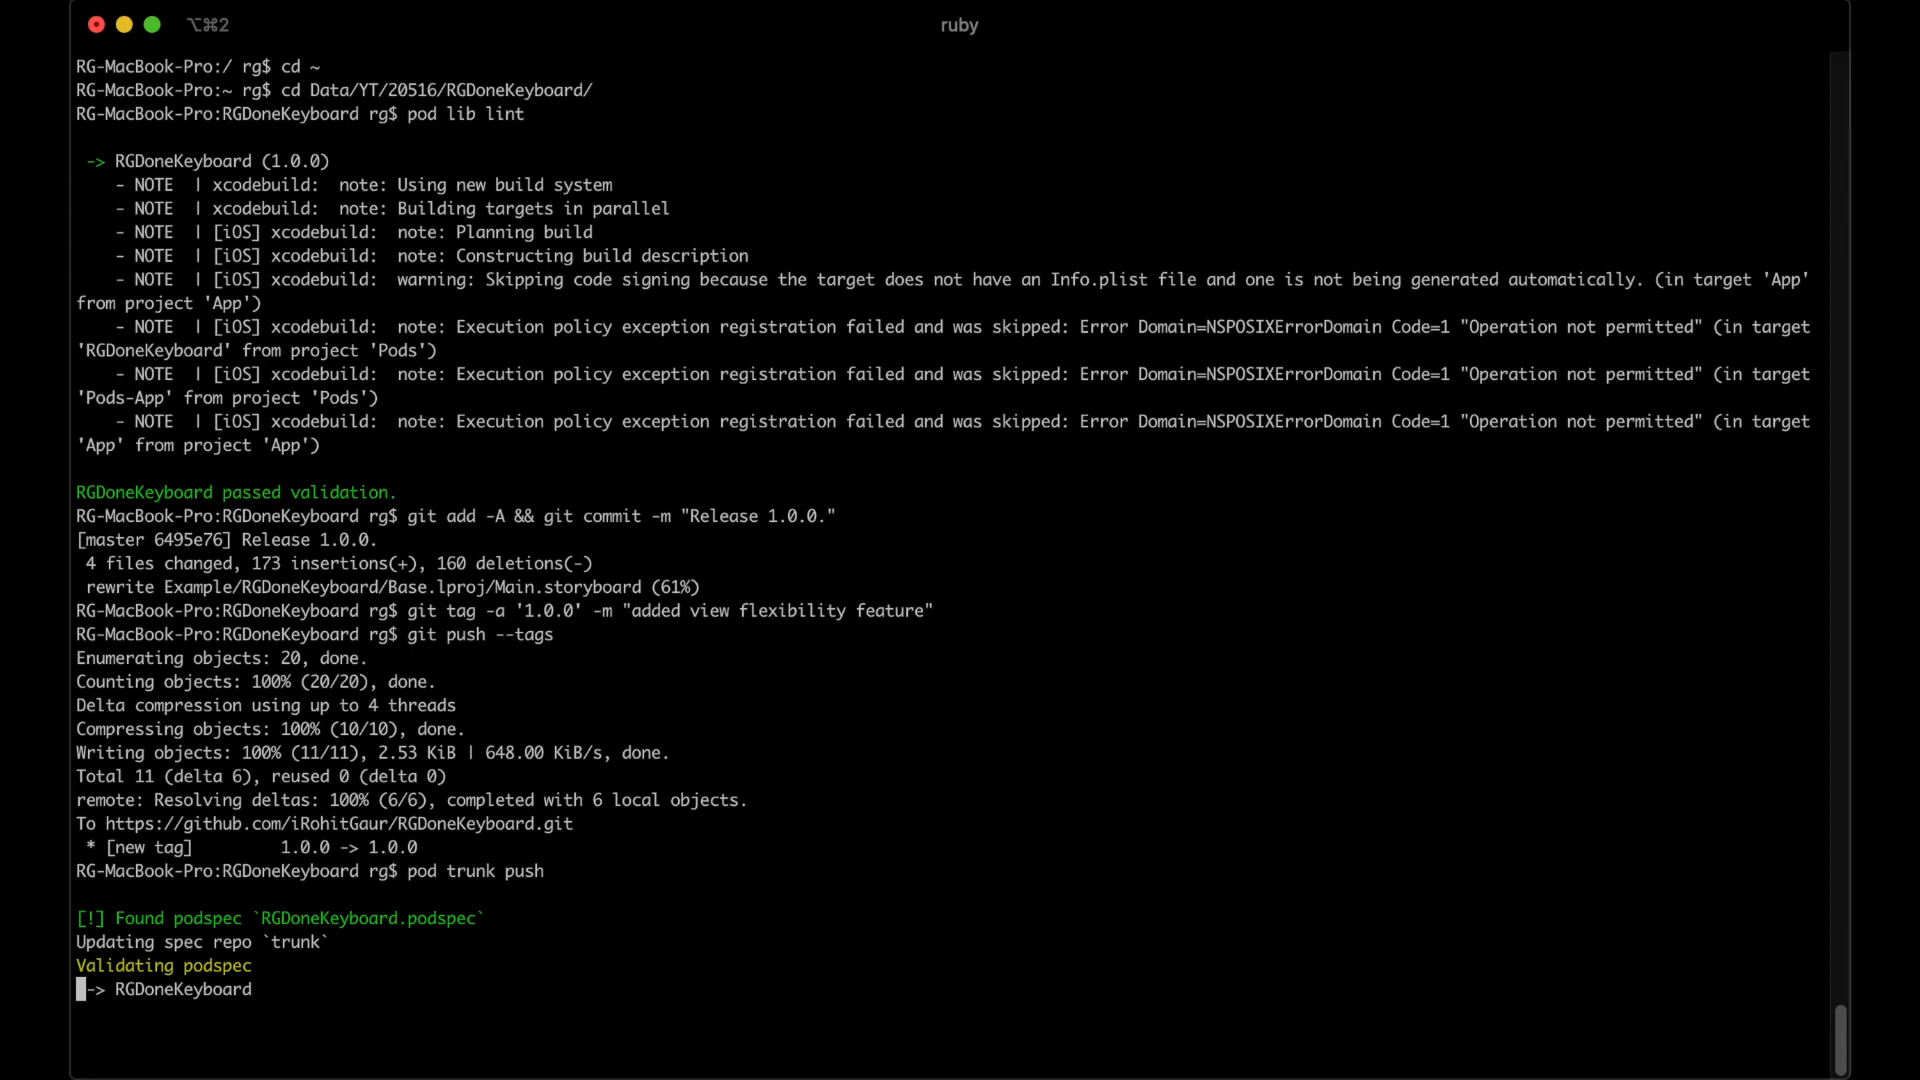 ⌥⌘2
ruby
RG-MacBook-Pro:/ rg$ cd ~
RG-MacBook-Pro:~ rg$ cd Data/YT/20516/RGDoneKeyboard/
RG-MacBook-Pro:RGDoneKeyboard rg$ pod lib lint
-> RGDoneKeyboard (1.0.0)
- NOTE  | xcodebuild:  note: Using new build system
- NOTE  | xcodebuild:  note: Building targets in parallel
- NOTE  | [iOS] xcodebuild:  note: Planning build
- NOTE  | [iOS] xcodebuild:  note: Constructing build description
- NOTE  | [iOS] xcodebuild:  warning: Skipping code signing because the target does not have an Info.plist file and one is not being generated automatically. (in target 'App'
from project 'App')
- NOTE  | [iOS] xcodebuild:  note: Execution policy exception registration failed and was skipped: Error Domain=NSPOSIXErrorDomain Code=1 "Operation not permitted" (in target
'RGDoneKeyboard' from project 'Pods')
- NOTE  | [iOS] xcodebuild:  note: Execution policy exception registration failed and was skipped: Error Domain=NSPOSIXErrorDomain Code=1 "Operation not permitted" (in target
'Pods-App' from project 'Pods')
- NOTE  | [iOS] xcodebuild:  note: Execution policy exception registration failed and was skipped: Error Domain=NSPOSIXErrorDomain Code=1 "Operation not permitted" (in target
'App' from project 'App')
RGDoneKeyboard passed validation.
RG-MacBook-Pro:RGDoneKeyboard rg$ git add -A && git commit -m "Release 1.0.0."
[master 6495e76] Release 1.0.0.
4 files changed, 173 insertions(+), 160 deletions(-)
rewrite Example/RGDoneKeyboard/Base.lproj/Main.storyboard (61%)
RG-MacBook-Pro:RGDoneKeyboard rg$ git tag -a '1.0.0' -m "added view flexibility feature"
RG-MacBook-Pro:RGDoneKeyboard rg$ git push --tags
Enumerating objects: 20, done.
Counting objects: 100% (20/20), done.
Delta compression using up to 4 threads
Compressing objects: 100% (10/10), done.
Writing objects: 100% (11/11), 2.53 KiB | 648.00 KiB/s, done.
Total 11 (delta 6), reused 0 (delta 0)
remote: Resolving deltas: 100% (6/6), completed with 6 local objects.
To https://github.com/iRohitGaur/RGDoneKeyboard.git
* [new tag]         1.0.0 -> 1.0.0
RG-MacBook-Pro:RGDoneKeyboard rg$ pod trunk push
[!] Found podspec `RGDoneKeyboard.podspec`
Updating spec repo `trunk`
Validating podspec
-> RGDoneKeyboard